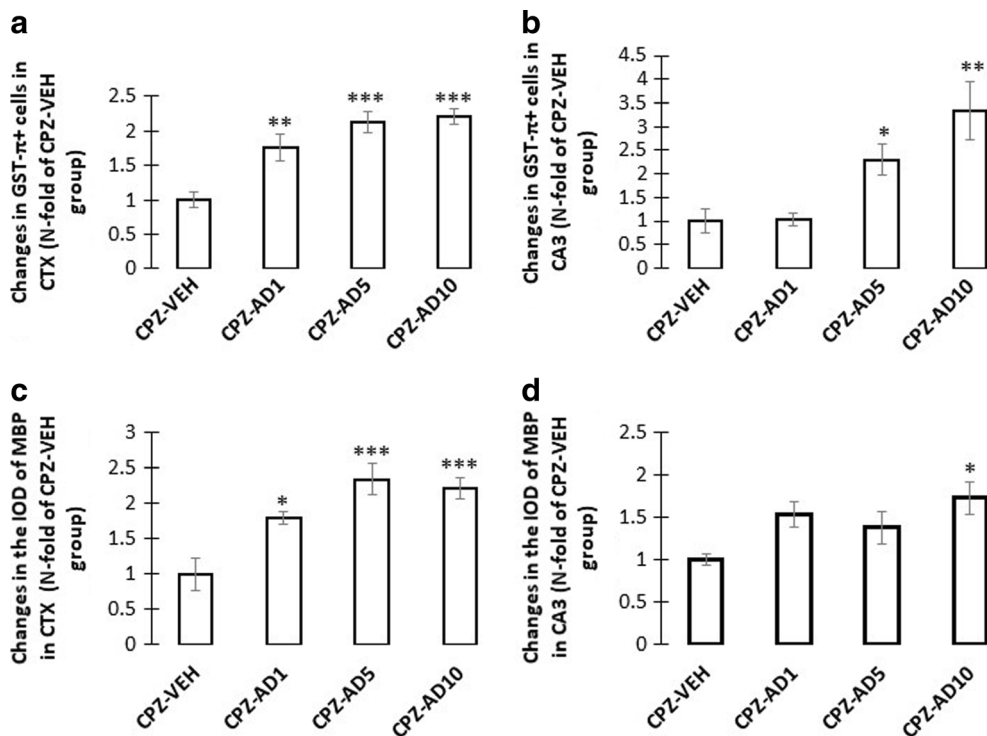 a
Changes in GST-π+ cells in
CTX (N-fold of CPZ-VEH
group)
2.5
2
1.5
1
0.5
0
**
***
***
CPZ-VEH
CPZ-AD1
CPZ-AD5
CPZ-AD10
b
Changes in GST-π+ cells in
CA3 (N-fold of CPZ-VEH
group)
4.5
4
3.5
3
2.5
2
1.5
1
0.5
0
*
**
CPZ-VEH
CPZ-AD1
CPZ-AD5
CPZ-AD10
c
Changes in the IOD of MBP
in CTX (N-fold of CPZ-VEH
group)
3
2.5
2
1.5
1
0.5
0
*
***
***
CPZ-VEH
CPZ-AD1
CPZ-AD5
CPZ-AD10
d
Changes in the IOD of MBP
in CA3 (N-fold of CPZ-VEH
group)
2.5
2
1.5
1
0.5
0
*
CPZ-VEH
CPZ-AD1
CPZ-AD5
CPZ-AD10